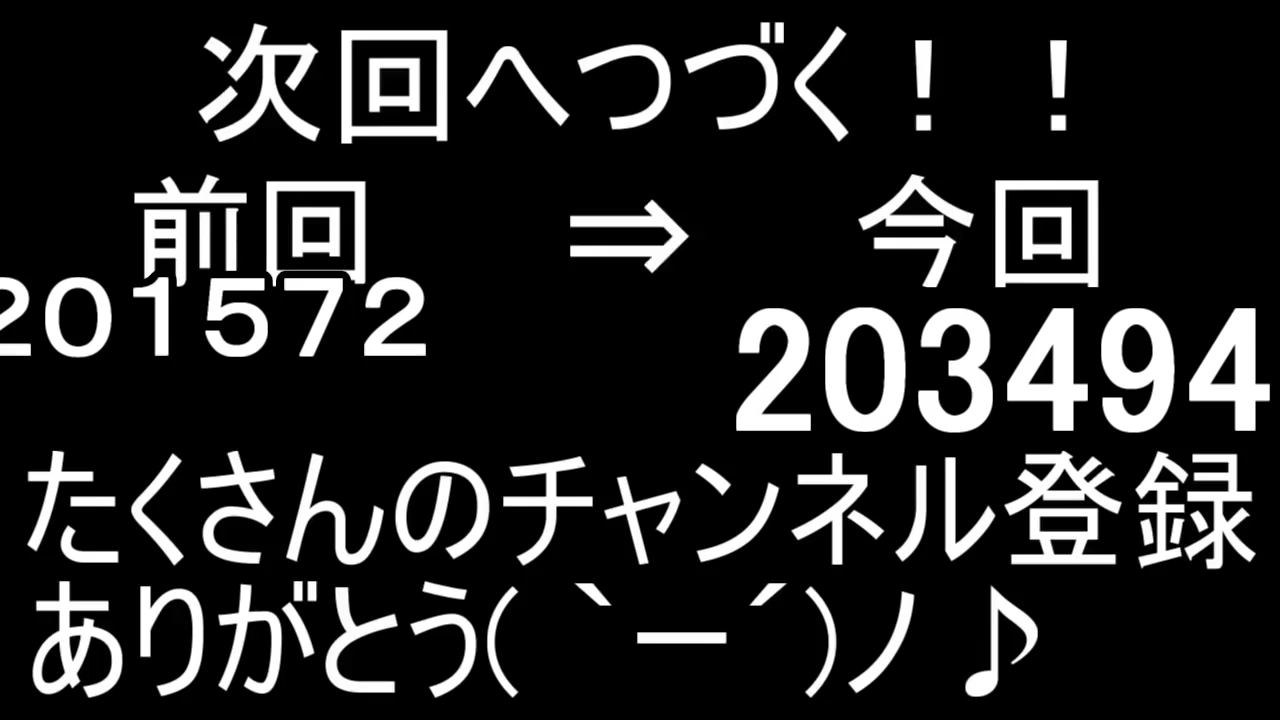 次回へつづく！！
前回 ⇒ 今回
201572
203494
たくさんのチャンネル登録
ありがとう(｀ー´)ノ♪